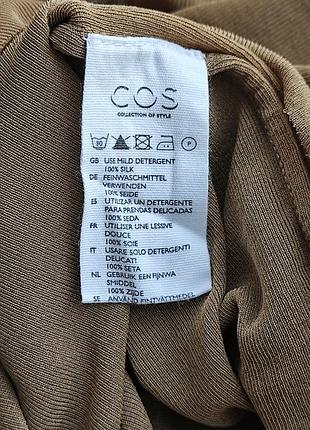 COS
COLLECTION OF STYLE
GB USE MILD DETERGENT
100% SILK
DE FEINWASCHMITTEL
VERWENDEN
100% SEIDE
ES UTILIZAR UN DETERGENTE
PARA PRENDAS DELICADAS
100% SEDA
FR UTILISER UNE LESSIVE
DOUCE
100% SOIE
IT USARE SOLO DETERGENTI
DELICATI
100% SETA
NL GEBRUIK EEN FIJNWA
SMIDDEL
100% ZIJDE
SE ANVÄND FINTVÄTTMEDEL